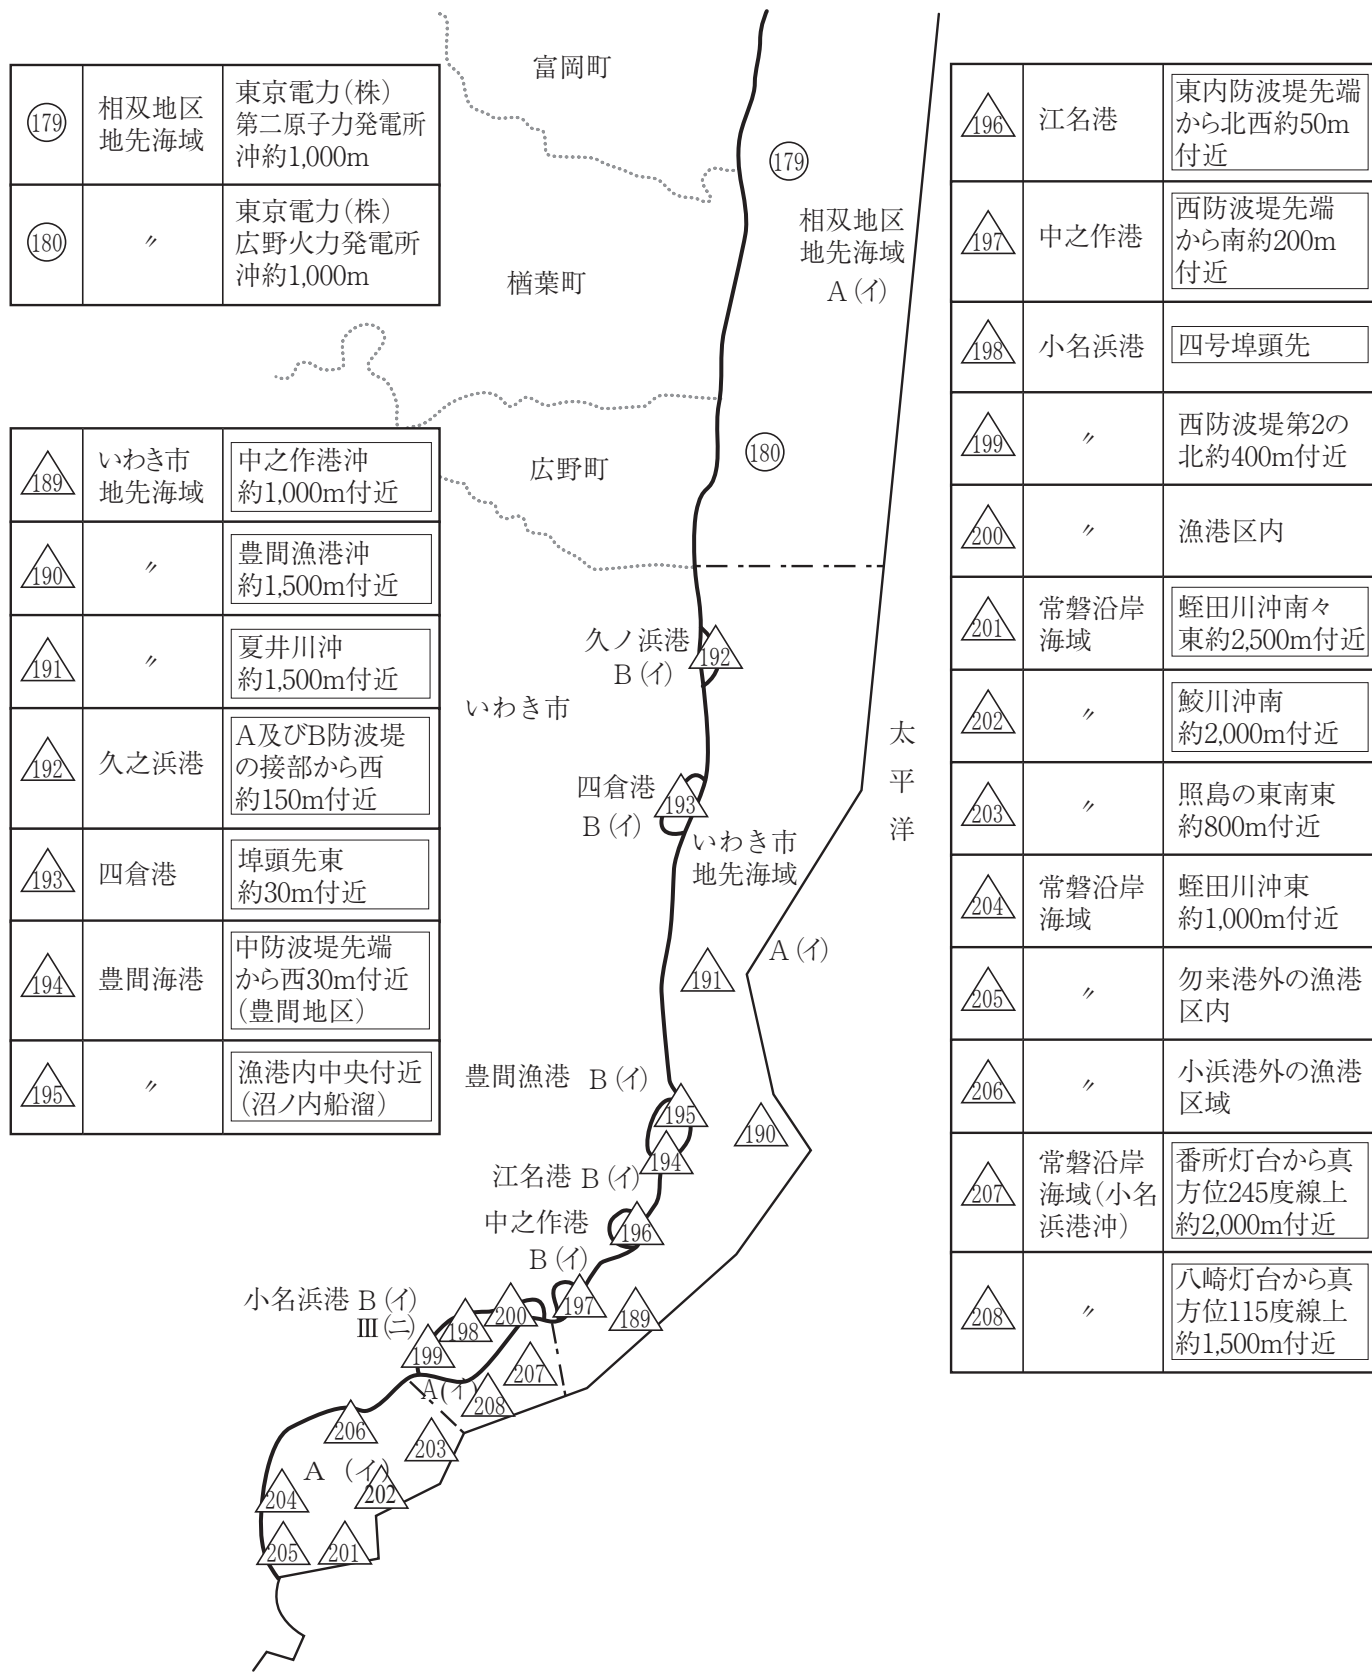 179
相双地区
地先海域
東京電力(株)
第二原子力発電所
沖約1,000m
180
〃
東京電力(株)
広野火力発電所
沖約1,000m
189
いわき市
地先海域
中之作港沖
約1,000m付近
190
〃
豊間漁港沖
約1,500m付近
191
〃
夏井川沖
約1,500m付近
192
久之浜港
A及びB防波堤
の接部から西
約150m付近
193
四倉港
埠頭先東
約30m付近
194
豊間海港
中防波堤先端
から西30m付近
(豊間地区)
195
〃
漁港内中央付近
(沼ノ内船溜)
富岡町
179
相双地区
地先海域
A(イ)
楢葉町
180
広野町
久ノ浜港
B(イ)
192
いわき市
太
平
洋
四倉港
B(イ)
193
いわき市
地先海域
A(イ)
191
豊間漁港 B(イ)
195
190
194
江名港 B(イ)
中之作港
196
B(イ)
小名浜港 B(イ)
Ⅲ(ニ)
200
197
189
198
199
207
A(イ)
208
206
203
A (イ)
204
202
205
201
196
江名港
東内防波堤先端
から北西約50m
付近
197
中之作港
西防波堤先端
から南約200m
付近
198
小名浜港
四号埠頭先
199
〃
西防波堤第2の
北約400m付近
200
〃
漁港区内
201
常磐沿岸
海域
蛭田川沖南々
東約2,500m付近
202
〃
鮫川沖南
約2,000m付近
203
〃
照島の東南東
約800m付近
204
常磐沿岸
海域
蛭田川沖東
約1,000m付近
205
〃
勿来港外の漁港
区内
206
〃
小浜港外の漁港
区域
207
常磐沿岸
海域(小名
浜港沖)
番所灯台から真
方位245度線上
約2,000m付近
208
〃
八崎灯台から真
方位115度線上
約1,500m付近